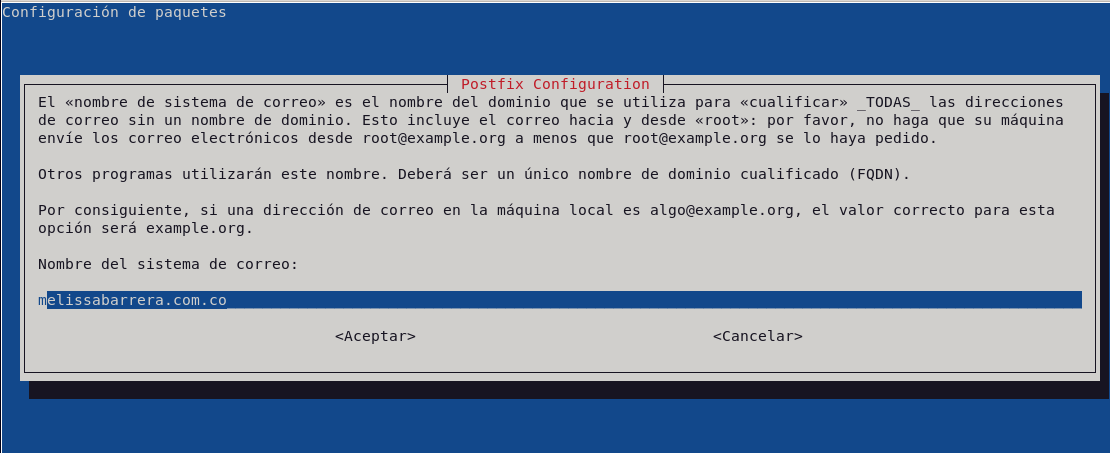 Configuración de paquetes
Postfix Configuration
El «nombre de sistema de correo» es el nombre del dominio que se utiliza para «cualificar» _TODAS_ las direcciones
de correo sin un nombre de dominio. Esto incluye el correo hacia y desde «root»: por favor, no haga que su máquina
envíe los correo electrónicos desde root@example.org a menos que root@example.org se lo haya pedido.
Otros programas utilizarán este nombre. Deberá ser un único nombre de dominio cualificado (FQDN).
Por consiguiente, si una dirección de correo en la máquina local es algo@example.org, el valor correcto para esta
opción será example.org.
Nombre del sistema de correo:
melissabarrera.com.co
<Aceptar> <Cancelar>